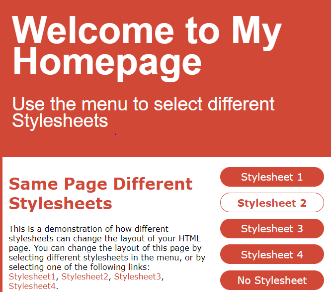 Welcome to My
Homepage
Use the menu to select different
Stylesheets
Same Page Different
Stylesheets
This is a demonstration of how different
stylesheets can change the layout of your HTML
page. You can change the layout of this page by
selecting different stylesheets in the menu, or by
selecting one of the following links:
Stylesheet1, Stylesheet2, Stylesheet3,
Stylesheet4.
Stylesheet 1
Stylesheet 2
Stylesheet 3
Stylesheet 4
No Stylesheet